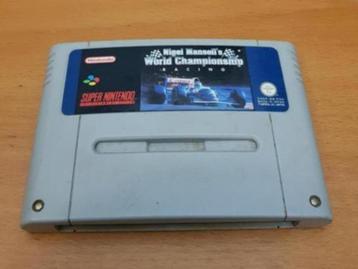 Nintendo
Nigel Mansell's
World Championship
RACING
SUPER NINTENDO
ENTERTAINMENT SYSTEM